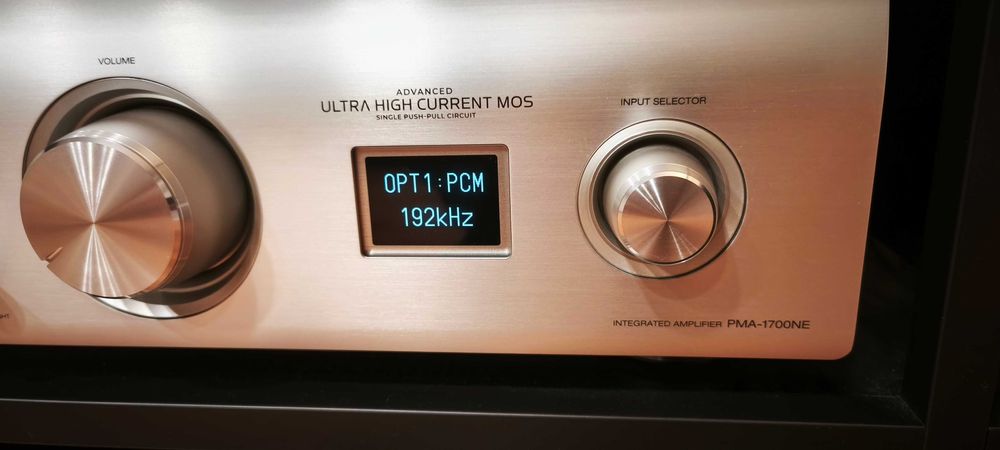 VOLUME
ADVANCED
ULTRA HIGH CURRENT MOS
SINGLE PUSH-PULL CIRCUIT
INPUT SELECTOR
OPT1:PCM
192kHz
INTEGRATED AMPLIFIER PMA-1700NE